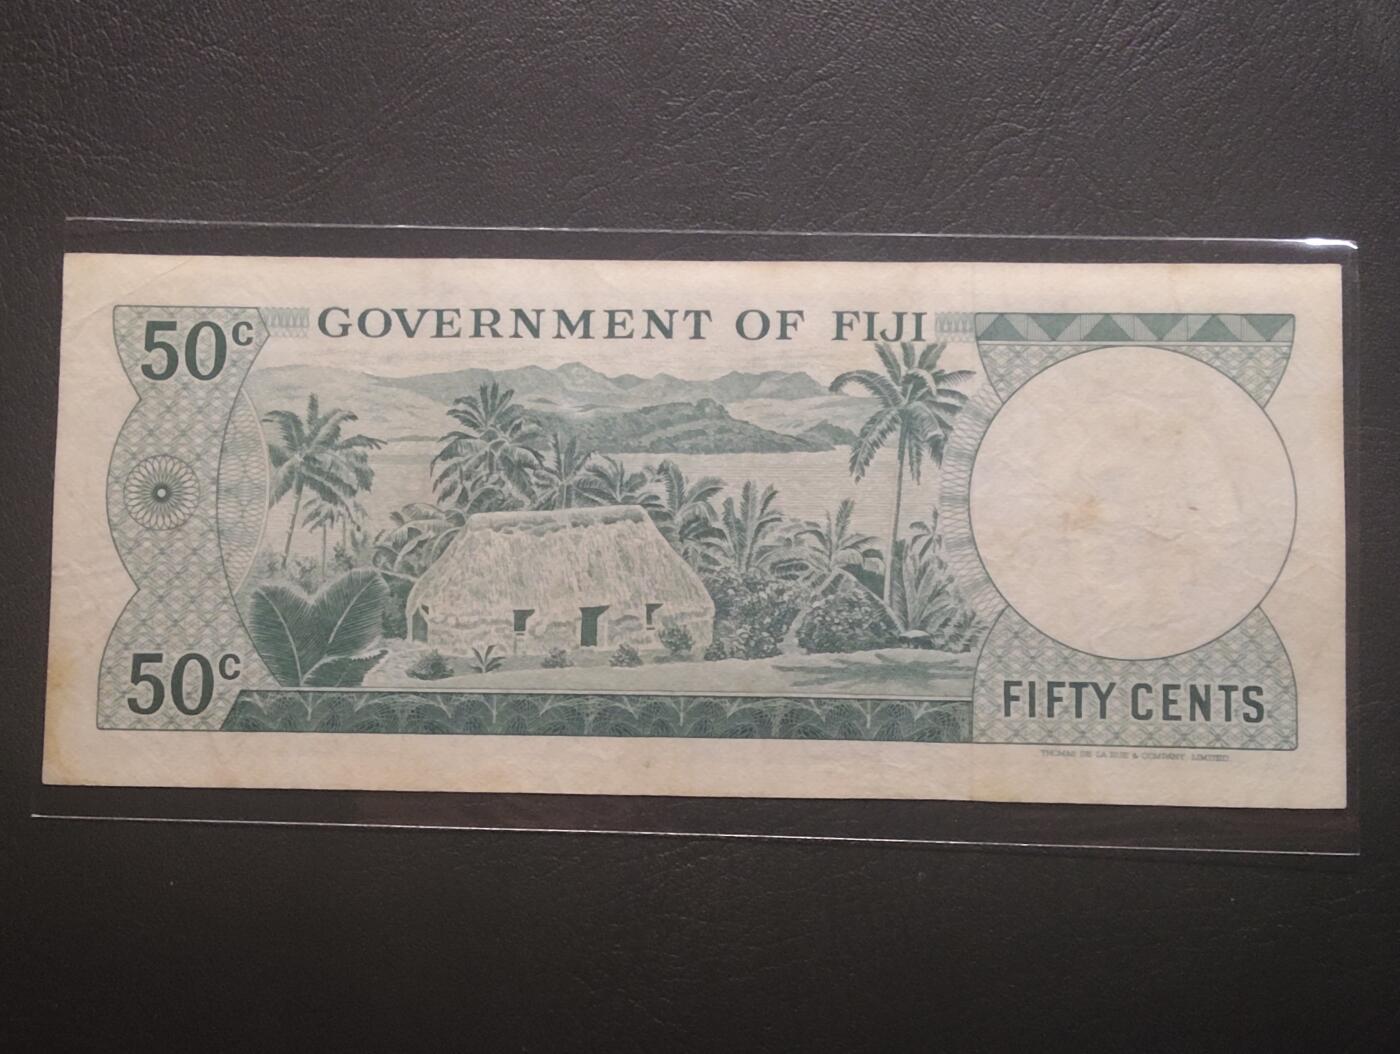 50c GOVERNMENT OF FIJI
50c FIFTY CENTS
THOMAS DE LA RUE & COMPANY, LIMITED